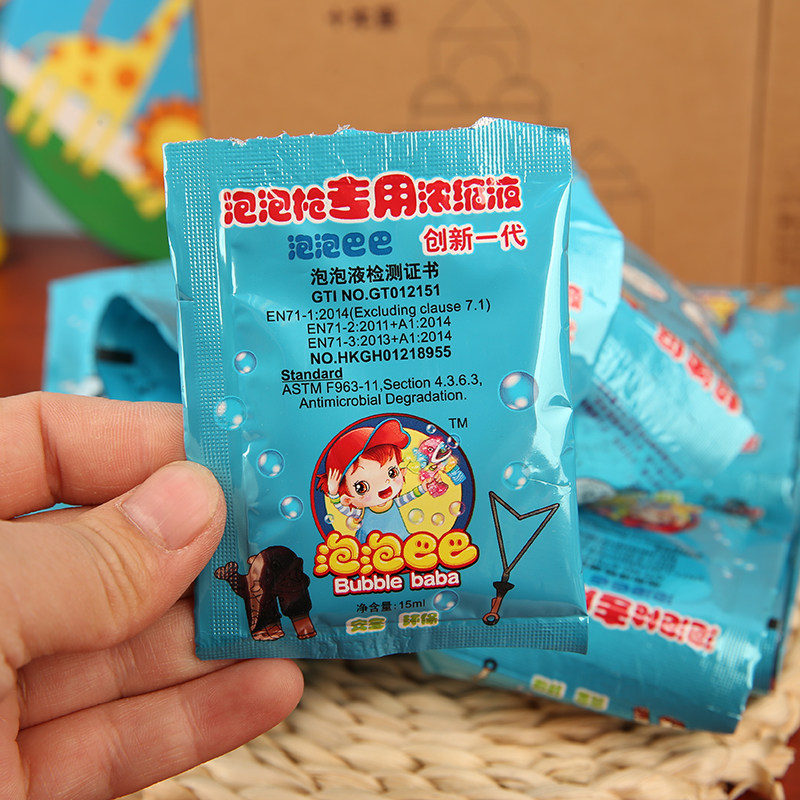 泡泡枪专用浓缩液
泡泡巴巴 创新一代
泡泡液检测证书
GTI NO.GT012151
EN71-1:2014(Excluding clause 7.1)
EN71-2:2011+A1:2014
EN71-3:2013+A1:2014
NO.HKGH01218955
Standard
ASTM F963-11,Section 4.3.6.3,
Antimicrobial Degradation.
TM
泡泡巴巴
Bubble baba
净含量:15ml
安全 环保